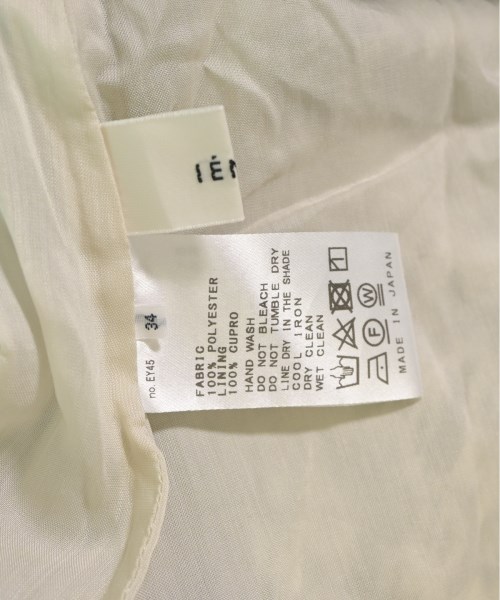 no. EY45
34
FABRIC
100% POLYESTER
LINING
100% CUPRO
HAND WASH
DO NOT BLEACH
DO NOT TUMBLE DRY
LINE DRY IN THE SHADE
COOL IRON
DRY CLEAN
WET CLEAN
F W
MADE IN JAPAN